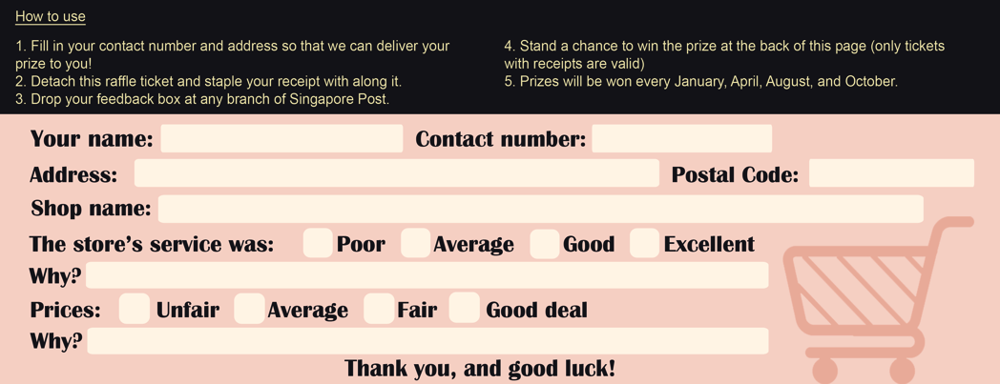 How to use
1. Fill in your contact number and address so that we can deliver your
prize to you!
2. Detach this raffle ticket and staple your receipt with along it.
3. Drop your feedback box at any branch of Singapore Post.
4. Stand a chance to win the prize at the back of this page (only tickets
with receipts are valid)
5. Prizes will be won every January, April, August, and October.
Your name: Contact number:
Address: Postal Code:
Shop name:
The store's service was: Poor Average Good Excellent
Why?
Prices: Unfair Average Fair Good deal
Why?
Thank you, and good luck!